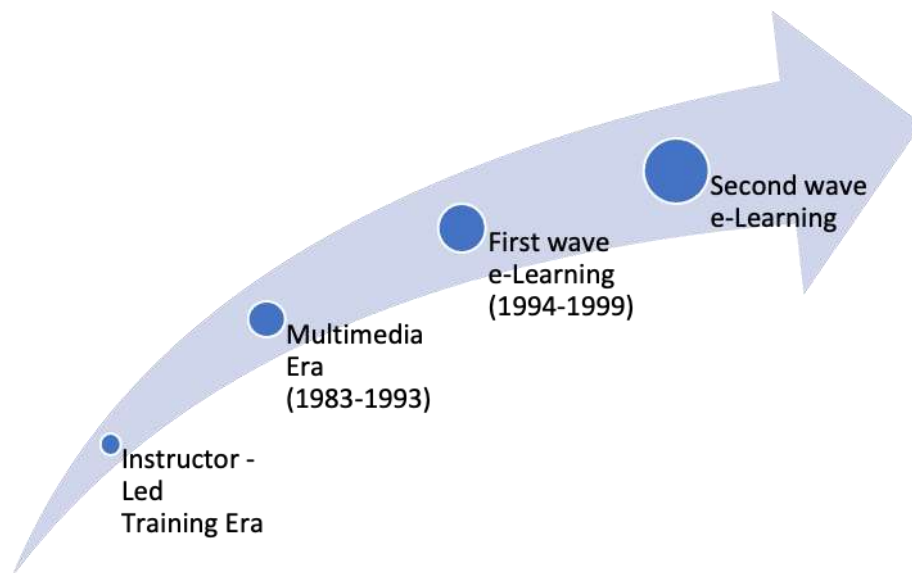 Instructor -
Led
Training Era
Multimedia
Era
(1983-1993)
First wave
e-Learning
(1994-1999)
Second wave
e-Learning